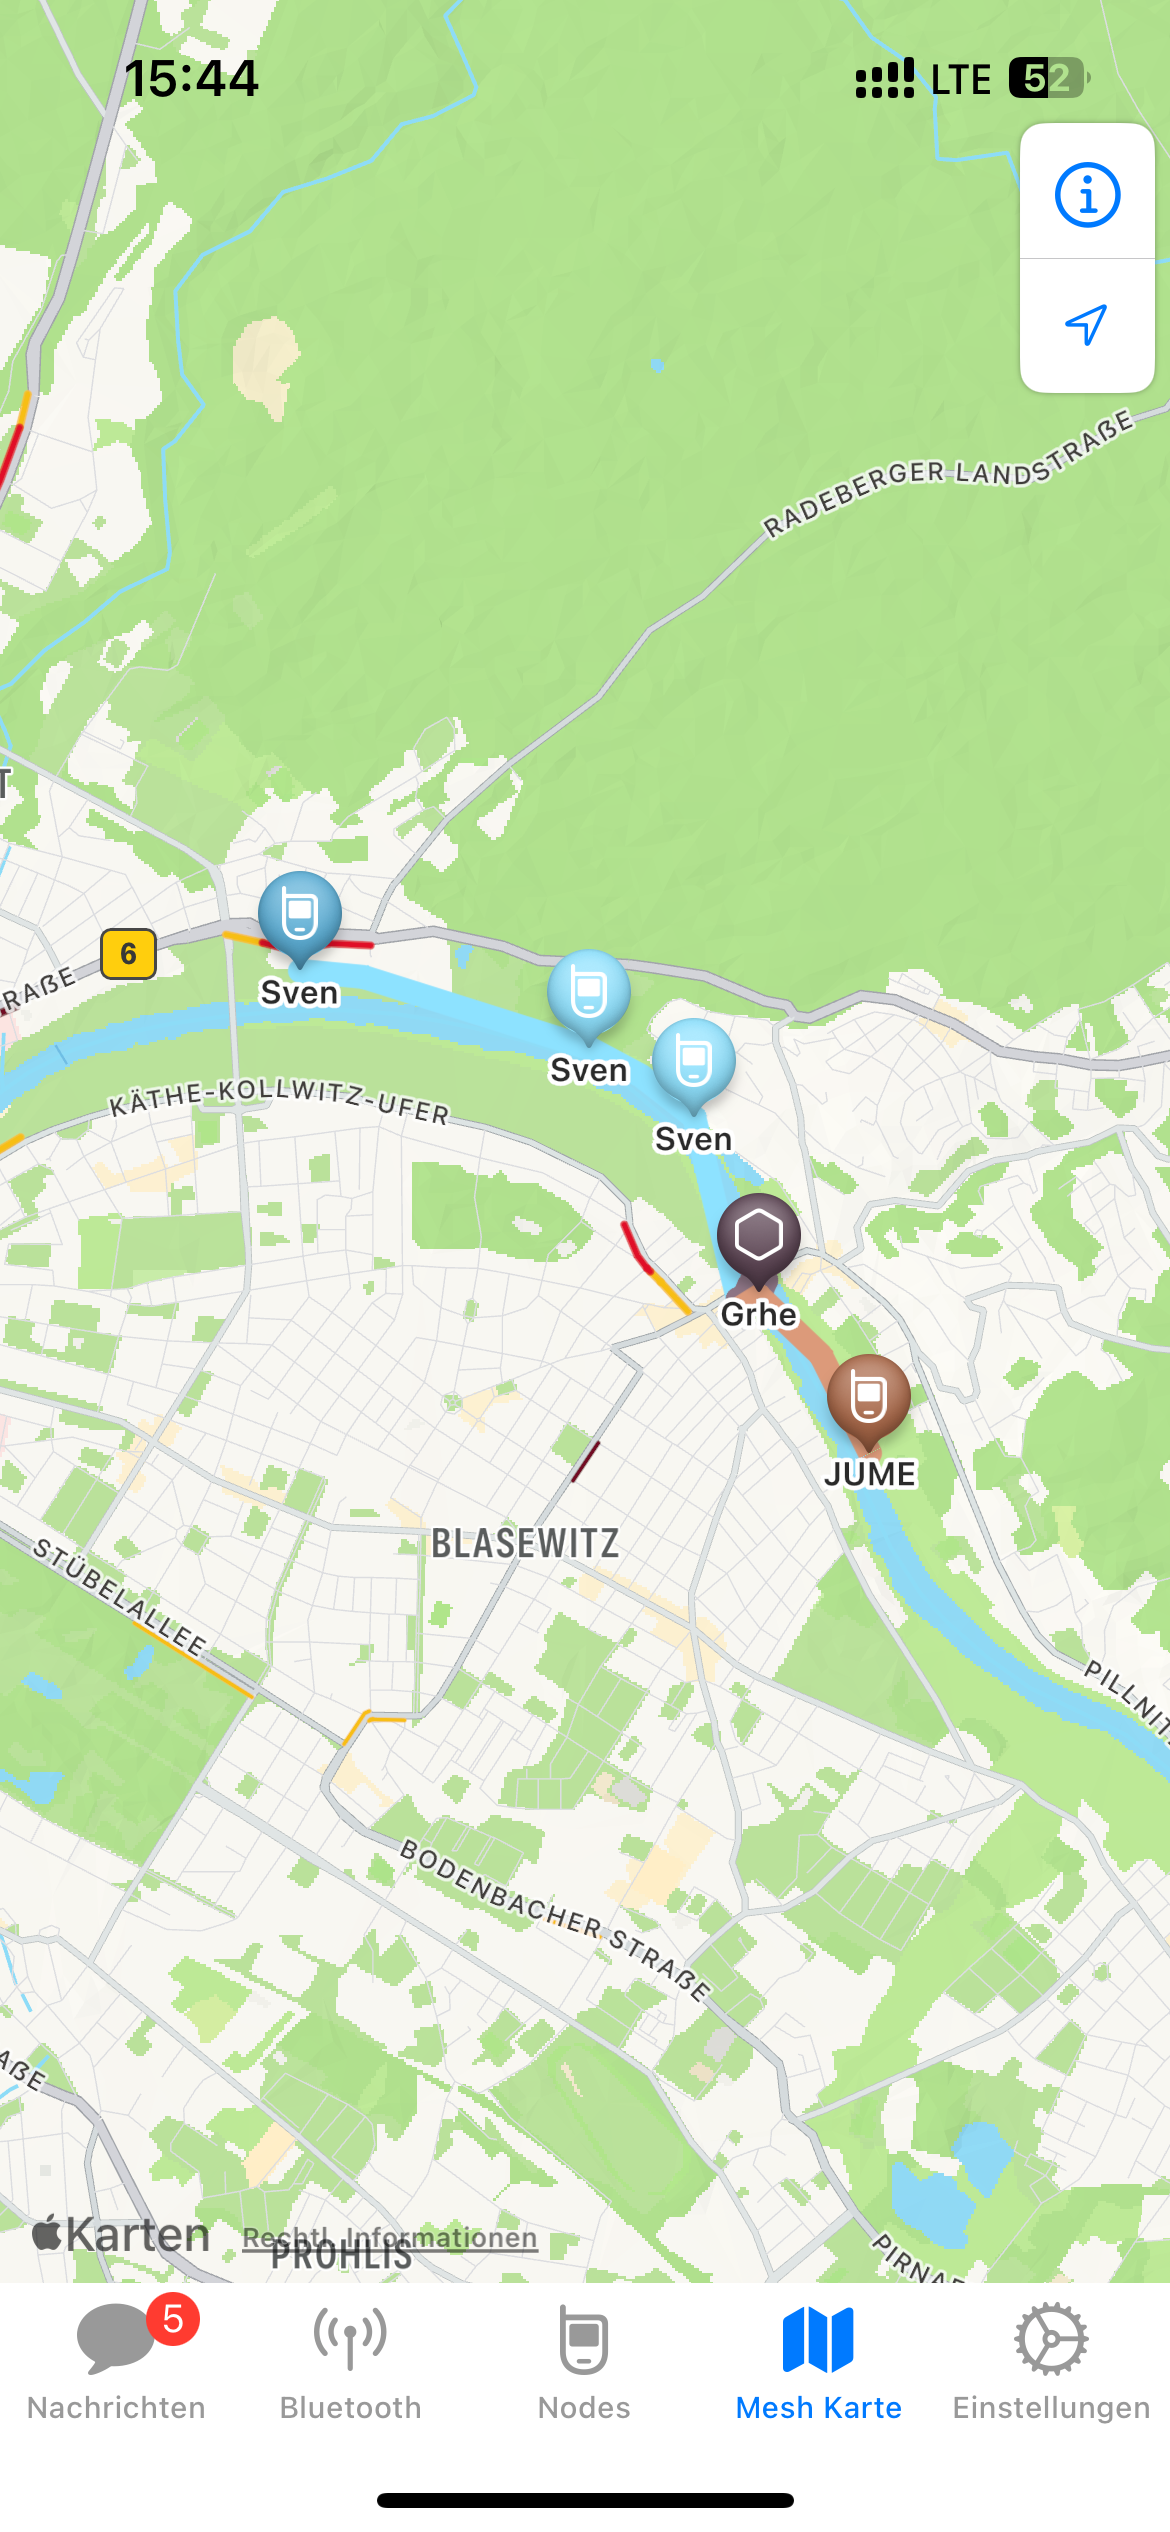 15:44
LTE
52
RADEBERGER LANDSTRAẞE
T
6
RAẞE
Sven
Sven
Sven
KÄTHE-KOLLWITZ-UFER
Grhe
JUME
BLASEWITZ
STÜBELALLEE
PILLNIT
BODENBACHER STRAẞE
AẞE
Karten
Rechtl. Informationen
PROHLIS
PIRNAE
5
Nachrichten
Bluetooth
Nodes
Mesh Karte
Einstellungen